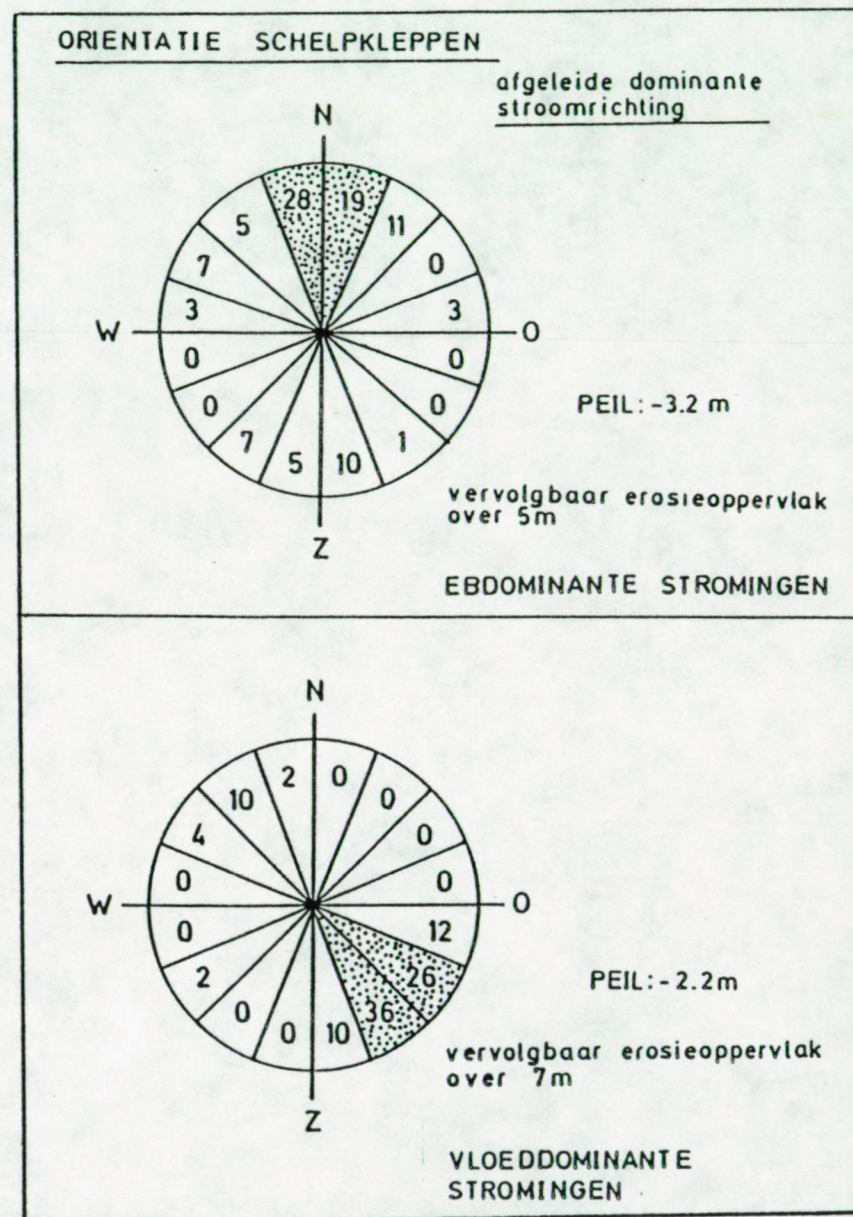 ORIENTATIE SCHELPKLEPPEN
afgeleide dominante
stroomrichting
N
28 19
5 11
7 0
3 3
W O
0 0
0 0
7 1
5 10
Z
PEIL: -3.2 m
vervolgbaar erosieoppervlak
over 5m
EBDOMINANTE STROMINGEN
N
2 0
10 0
4 0
0 0
W O
0 12
2 26
0 36
0 10
Z
PEIL: -2.2m
vervolgbaar erosieoppervlak
over 7m
VLOEDDOMINANTE
STROMINGEN